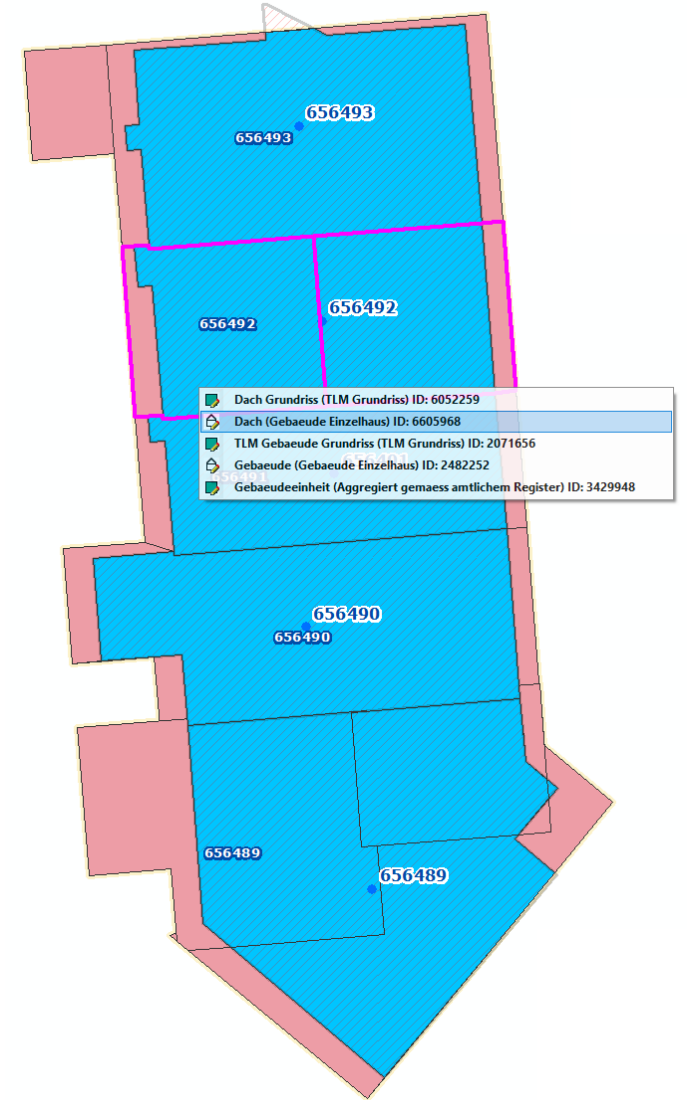 656493
656493
656492
656492
Dach Grundriss (TLM Grundriss) ID: 6052259
Dach (Gebaeude Einzelhaus) ID: 6605968
TLM Gebaeude Grundriss (TLM Grundriss) ID: 2071656
Gebaeude (Gebaeude Einzelhaus) ID: 2482252
Gebaeudeeinheit (Aggregiert gemaess amtlichem Register) ID: 3429948
656490
656490
656489
656489